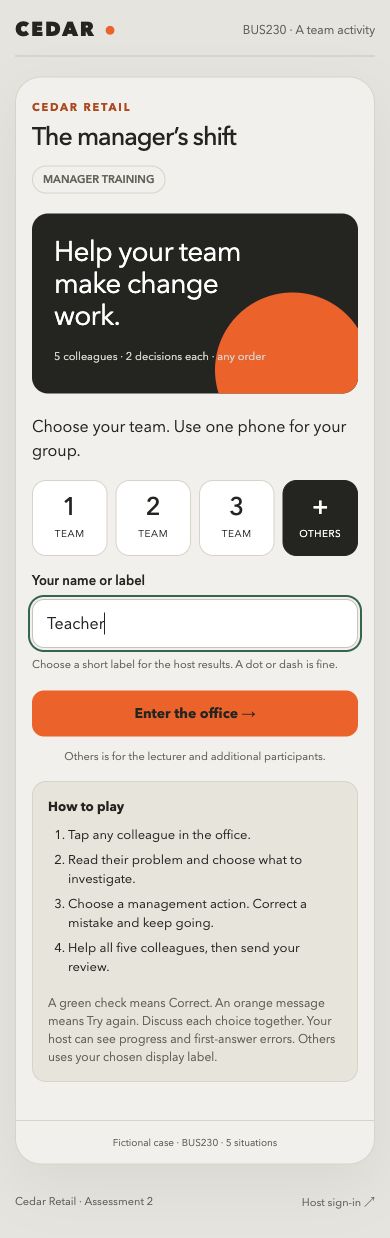 CEDAR
BUS230 · A team activity
CEDAR RETAIL
The manager’s shift
MANAGER TRAINING
Help your team
make change
work.
5 colleagues · 2 decisions each · any order
Choose your team. Use one phone for your
group.
1
TEAM
2
TEAM
3
TEAM
+
OTHERS
Your name or label
Teacher
Choose a short label for the host results. A dot or dash is fine.
Enter the office →
Others is for the lecturer and additional participants.
How to play
1. Tap any colleague in the office.
2. Read their problem and choose what to
investigate.
3. Choose a management action. Correct a
mistake and keep going.
4. Help all five colleagues, then send your
review.
A green check means Correct. An orange message
means Try again. Discuss each choice together. Your
host can see progress and first-answer errors. Others
uses your chosen display label.
Fictional case · BUS230 · 5 situations
Cedar Retail · Assessment 2
Host sign-in ↗